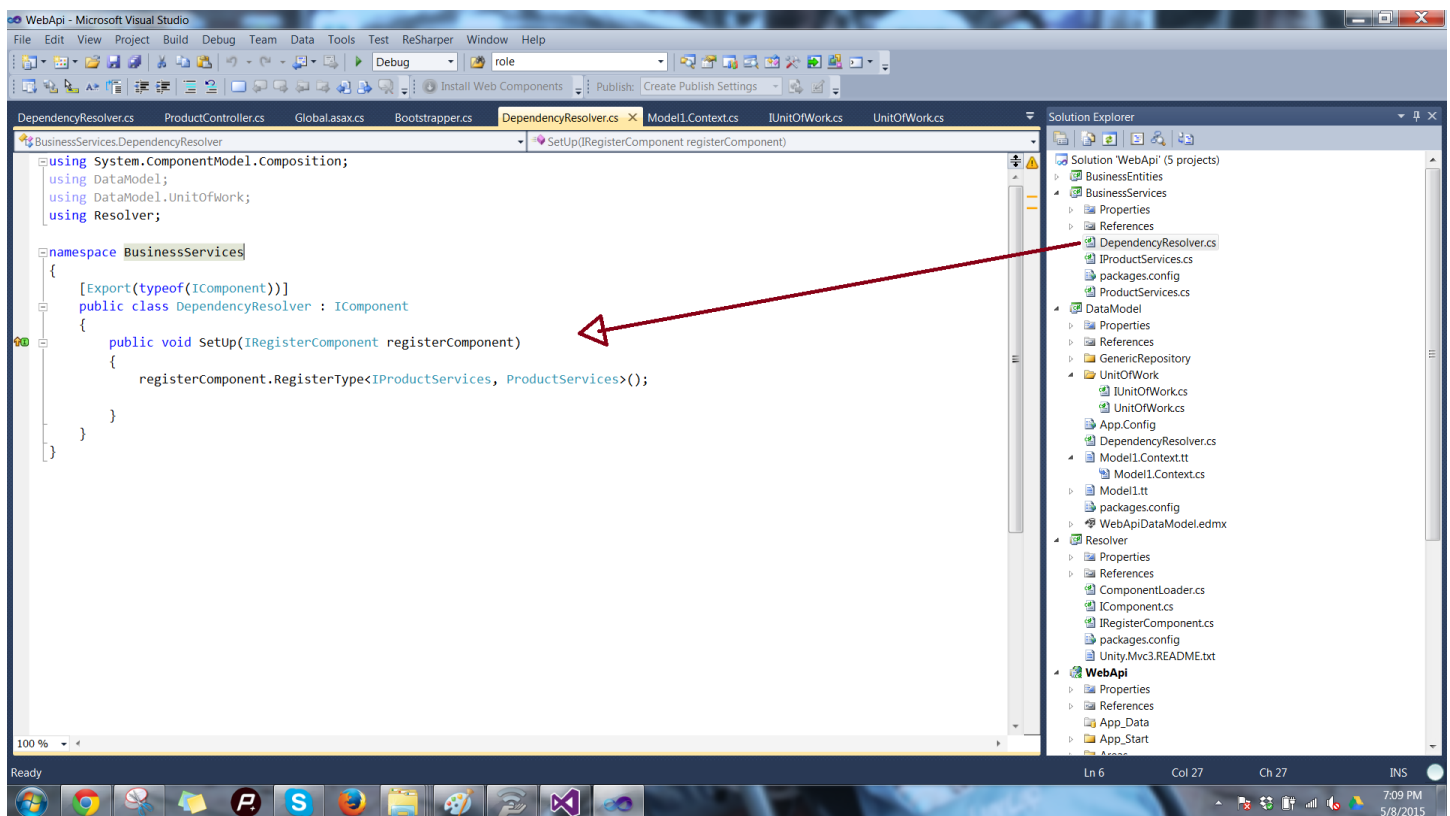 WebApi - Microsoft Visual Studio
File Edit View Project Build Debug Team Data Tools Test ReSharper Window Help
Debug role
Install Web Components Publish: Create Publish Settings
DependencyResolver.cs ProductController.cs Global.asax.cs Bootstrapper.cs DependencyResolver.cs Model1.Context.cs IUnitOfWork.cs UnitOfWork.cs
BusinessServices.DependencyResolver SetUp(IRegisterComponent registerComponent)
using System.ComponentModel.Composition;
using DataModel;
using DataModel.UnitOfWork;
using Resolver;
namespace BusinessServices
{
[Export(typeof(IComponent))]
public class DependencyResolver : IComponent
{
public void SetUp(IRegisterComponent registerComponent)
{
registerComponent.RegisterType<IProductServices, ProductServices>();
}
}
}
100 %
Solution Explorer
Solution 'WebApi' (5 projects)
BusinessEntities
BusinessServices
Properties
References
DependencyResolver.cs
IProductServices.cs
packages.config
ProductServices.cs
DataModel
Properties
References
GenericRepository
UnitOfWork
IUnitOfWork.cs
UnitOfWork.cs
App.Config
DependencyResolver.cs
Model1.Context.tt
Model1.Context.cs
Model1.tt
packages.config
WebApiDataModel.edmx
Resolver
Properties
References
ComponentLoader.cs
IComponent.cs
IRegisterComponent.cs
packages.config
Unity.Mvc3.README.txt
WebApi
Properties
References
App_Data
App_Start
Areas
Ready Ln 6 Col 27 Ch 27 INS
7:09 PM
5/8/2015